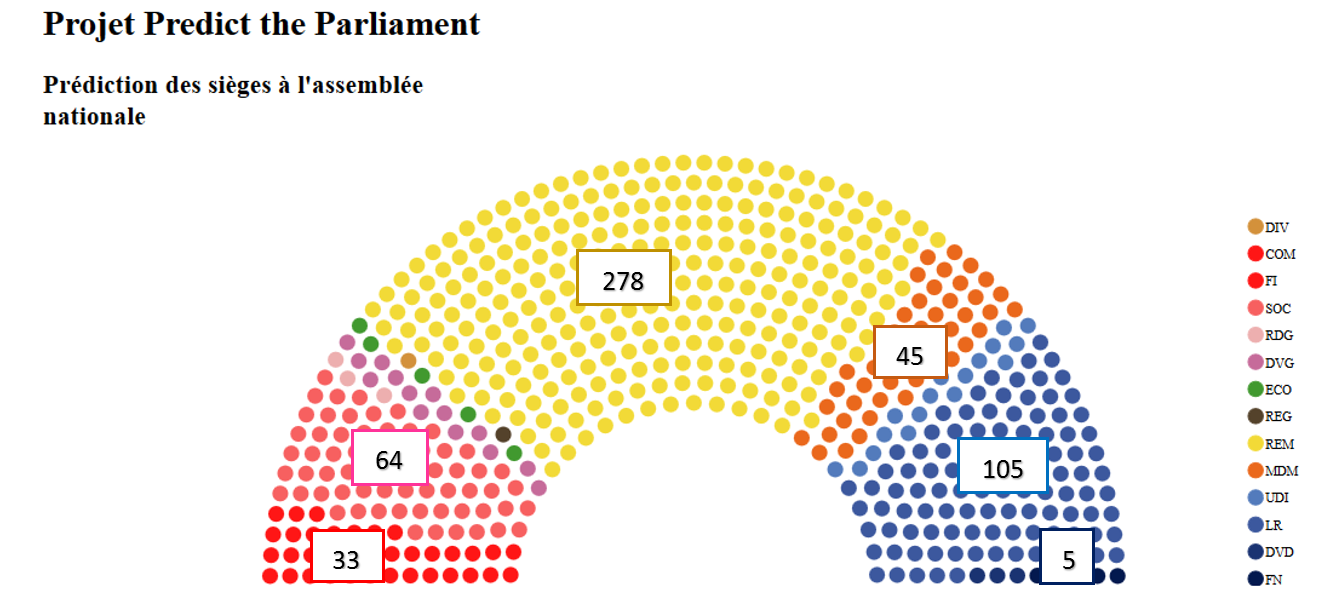 Projet Predict the Parliament
Prédiction des sièges à l'assemblée
nationale
278
45
64
105
33
5
DIV
COM
FI
SOC
RDG
DVG
ECO
REG
REM
MDM
UDI
LR
DVD
FN